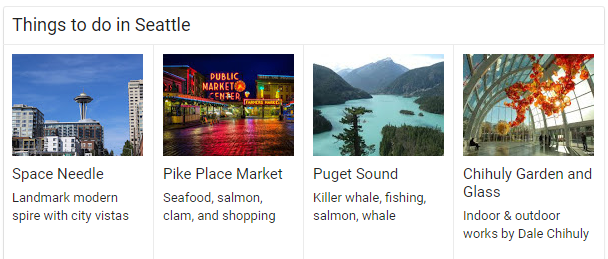 Things to do in Seattle
PUBLIC
MARKET
CENTER
FARMERS MARKET
Space Needle
Landmark modern
spire with city vistas
Pike Place Market
Seafood, salmon,
clam, and shopping
Puget Sound
Killer whale, fishing,
salmon, whale
Chihuly Garden and
Glass
Indoor & outdoor
works by Dale Chihuly